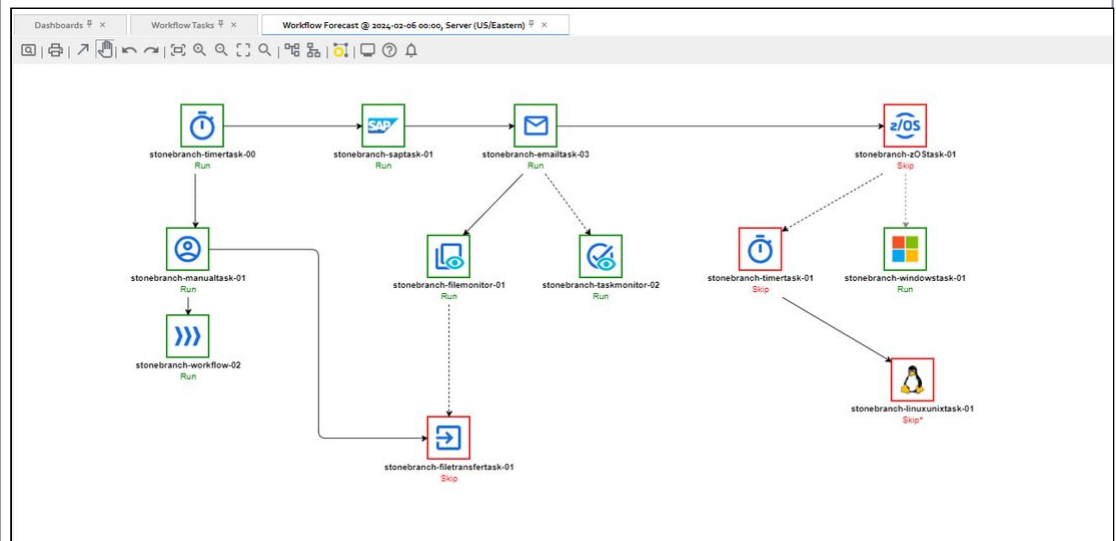 Dashboards
Workflow Tasks
Workflow Forecast @ 2024-02-06 00:00, Server (US/Eastern)
SAP
z/OS
stonebranch-timertask-00
Run
stonebranch-saptask-01
Run
stonebranch-emailtask-03
Run
stonebranch-zOStask-01
Skip
stonebranch-manualtask-01
Run
stonebranch-filemonitor-01
Run
stonebranch-taskmonitor-02
Run
stonebranch-timertask-01
Skip
stonebranch-windowstask-01
Run
stonebranch-workflow-02
Run
stonebranch-linuxunixtask-01
Skip*
stonebranch-filetransfertask-01
Skip